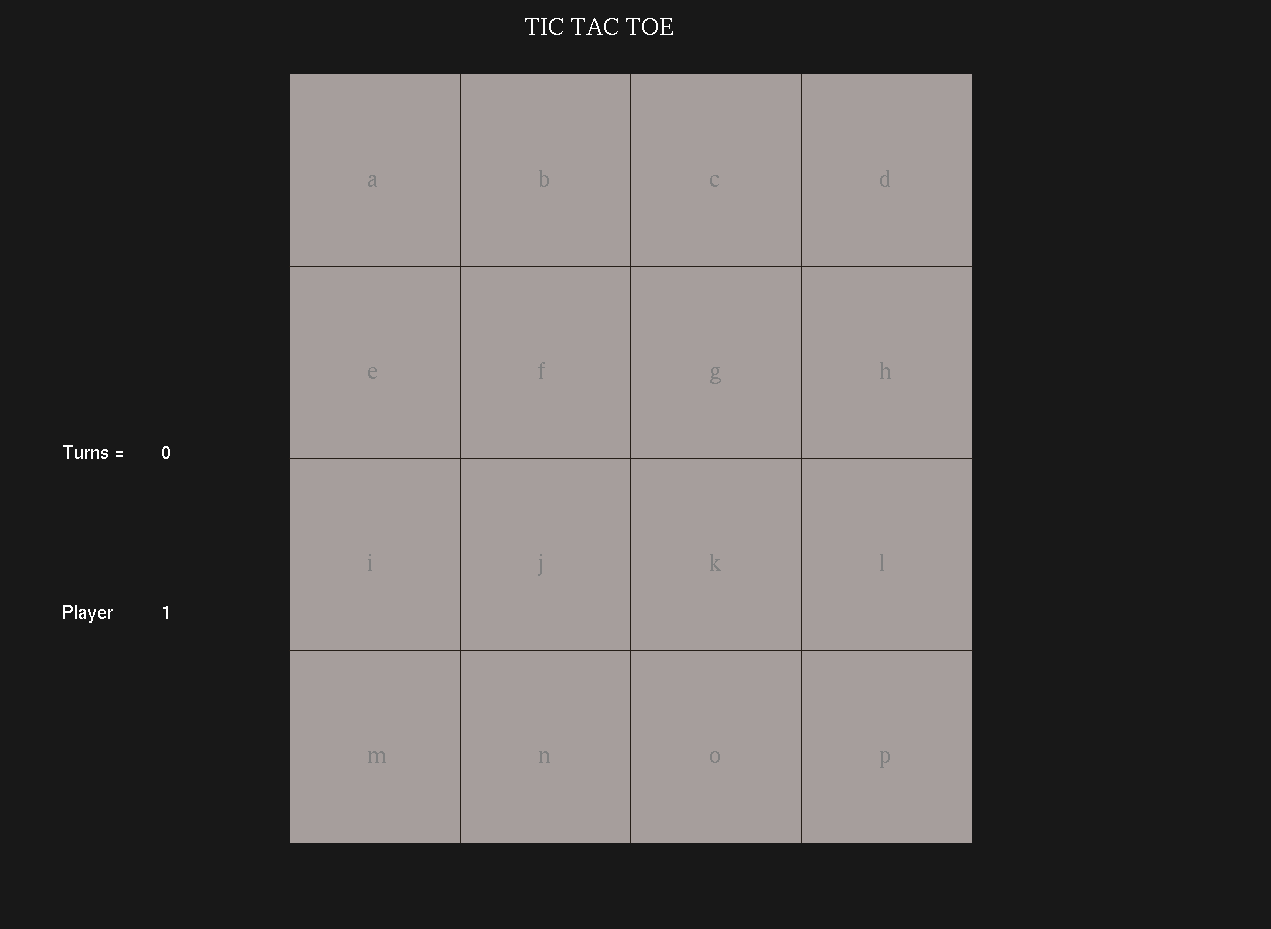 TIC TAC TOE
a b c d
e f g h
Turns = 0
i j k l
Player 1
m n o p